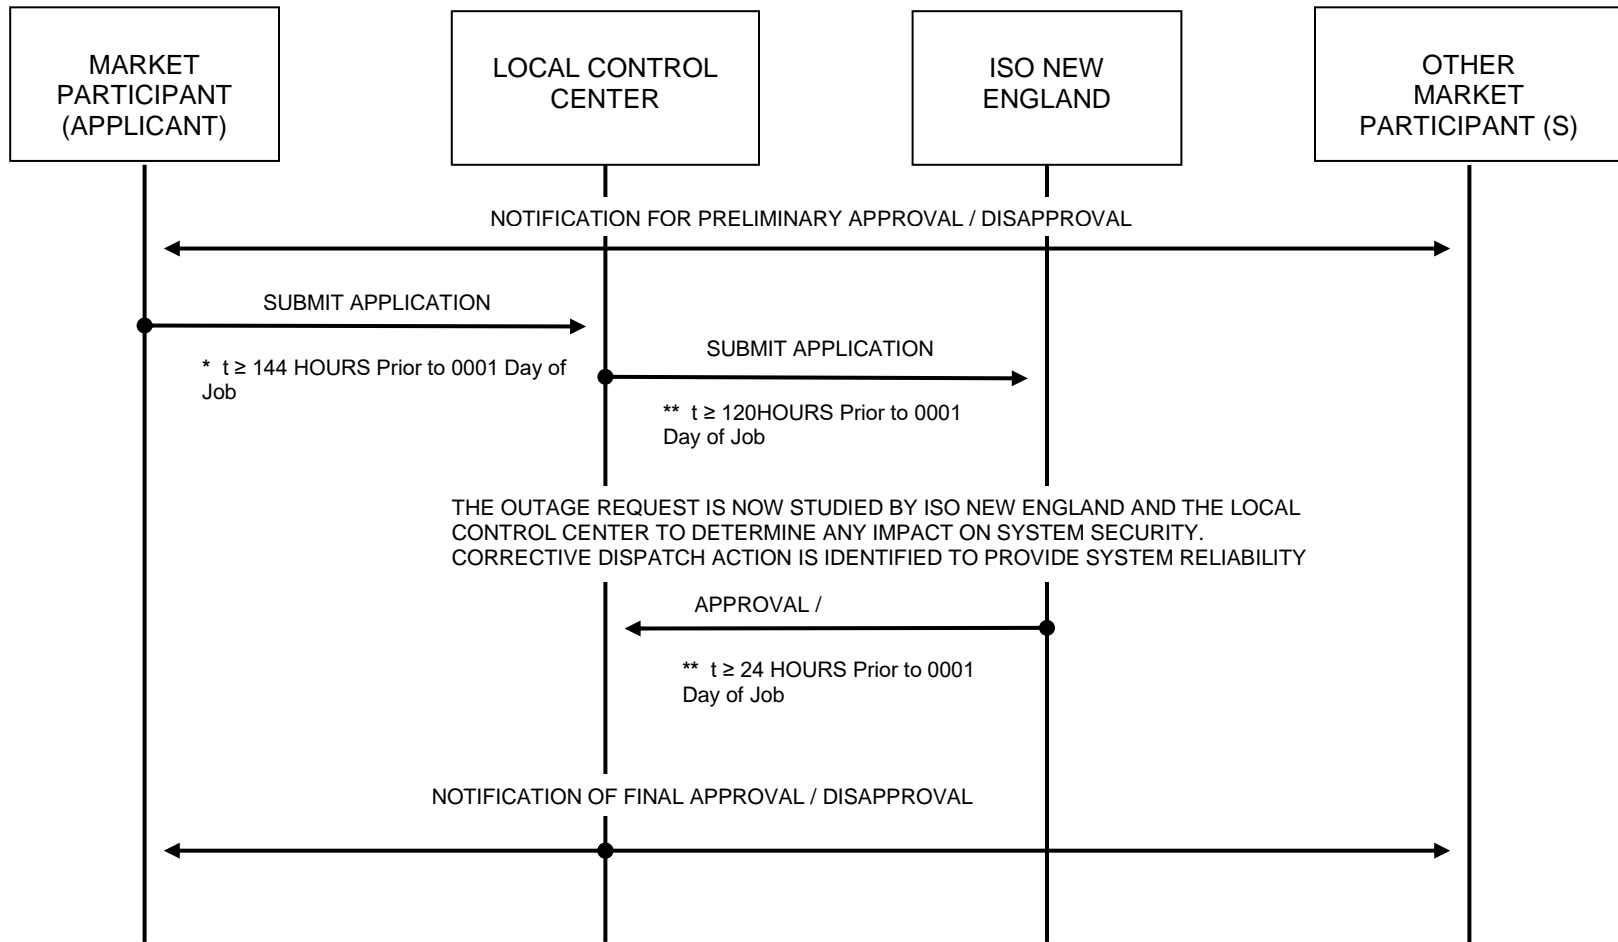 MARKET
PARTICIPANT
(APPLICANT)
LOCAL CONTROL
CENTER
ISO NEW
ENGLAND
OTHER
MARKET
PARTICIPANT (S)
NOTIFICATION FOR PRELIMINARY APPROVAL / DISAPPROVAL
SUBMIT APPLICATION
* t ≥ 144 HOURS Prior to 0001 Day of
Job
SUBMIT APPLICATION
** t ≥ 120HOURS Prior to 0001
Day of Job
THE OUTAGE REQUEST IS NOW STUDIED BY ISO NEW ENGLAND AND THE LOCAL
CONTROL CENTER TO DETERMINE ANY IMPACT ON SYSTEM SECURITY.
CORRECTIVE DISPATCH ACTION IS IDENTIFIED TO PROVIDE SYSTEM RELIABILITY
APPROVAL /
** t ≥ 24 HOURS Prior to 0001
Day of Job
NOTIFICATION OF FINAL APPROVAL / DISAPPROVAL